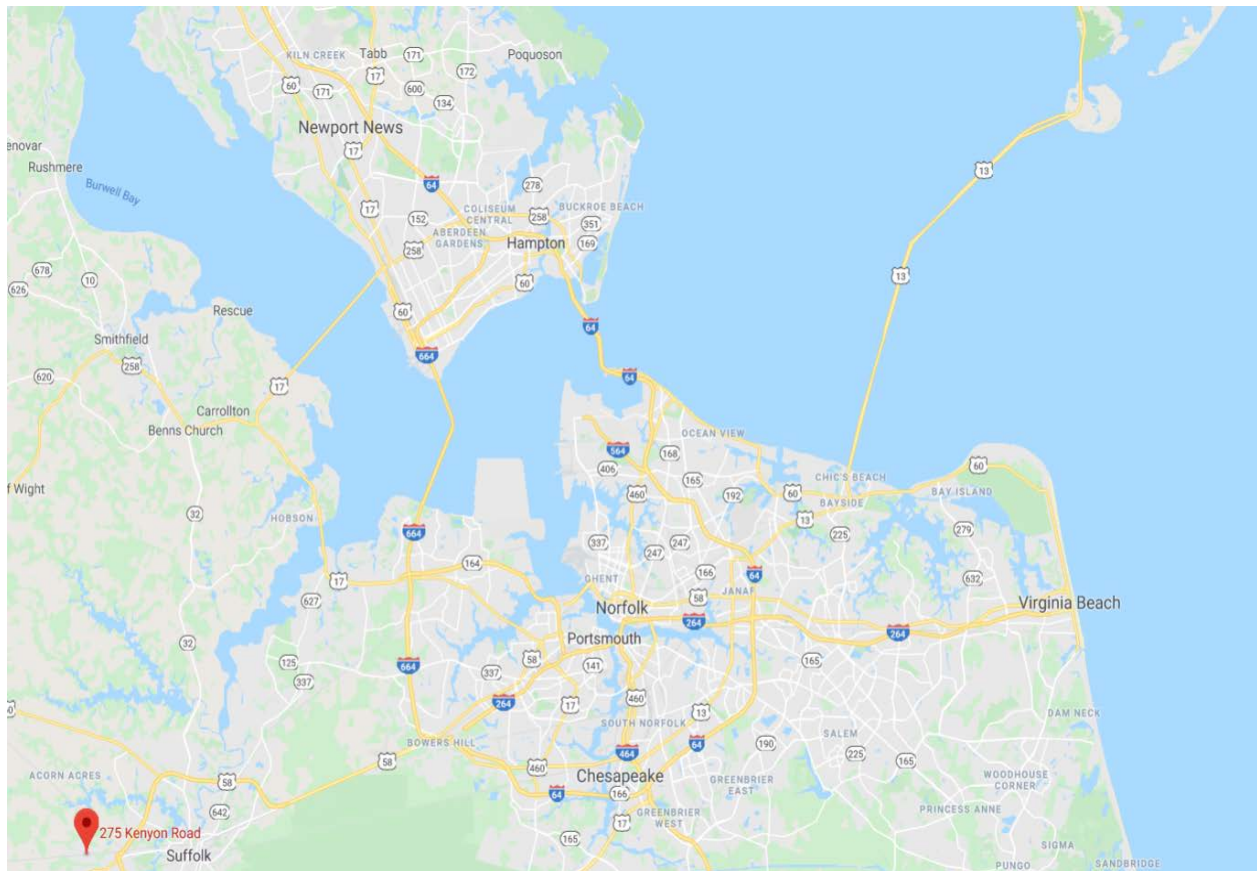 KILN CREEK
Tabb
171
Poquoson
17
172
60
171
600
134
Newport News
17
enovar
Rushmere
Burwell Bay
64
278
17
152
COLISEUM
CENTRAL
258
BUCKROE BEACH
351
ABERDEEN
GARDENS
Hampton
169
258
678
10
626
60
60
Rescue
64
13
13
Smithfield
258
664
64
620
17
Carrollton
Benns Church
OCEAN VIEW
564
168
406
165
460
192
60
CHIC'S BEACH
BAYSIDE
60
BAY ISLAND
f Wight
32
HOBSON
664
13
225
279
337
247
247
164
GHENT
166
JANAF
64
632
17
627
Norfolk
58
264
Virginia Beach
264
32
Portsmouth
125
664
58
141
165
337
337
264
17
460
13
SOUTH NORFOLK
DAM NECK
60
BOWERS HILL
58
464
64
190
SALEM
225
165
ACORN ACRES
58
460
Chesapeake
GREENBRIER
EAST
WOODHOUSE
CORNER
64
166
642
PRINCESS ANNE
275 Kenyon Road
17
GREENBRIER
WEST
Suffolk
165
SIGMA
PUNGO
SANDBRIDGE